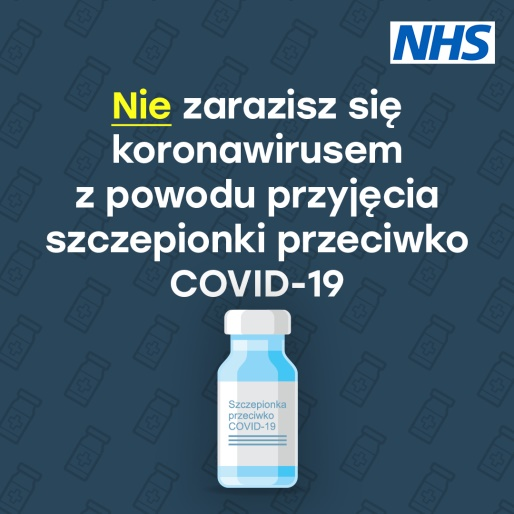 NHS
Nie zarazisz się
koronawirusem
z powodu przyjęcia
szczepionki przeciwko
COVID-19
Szczepionka
przeciwko
COVID-19